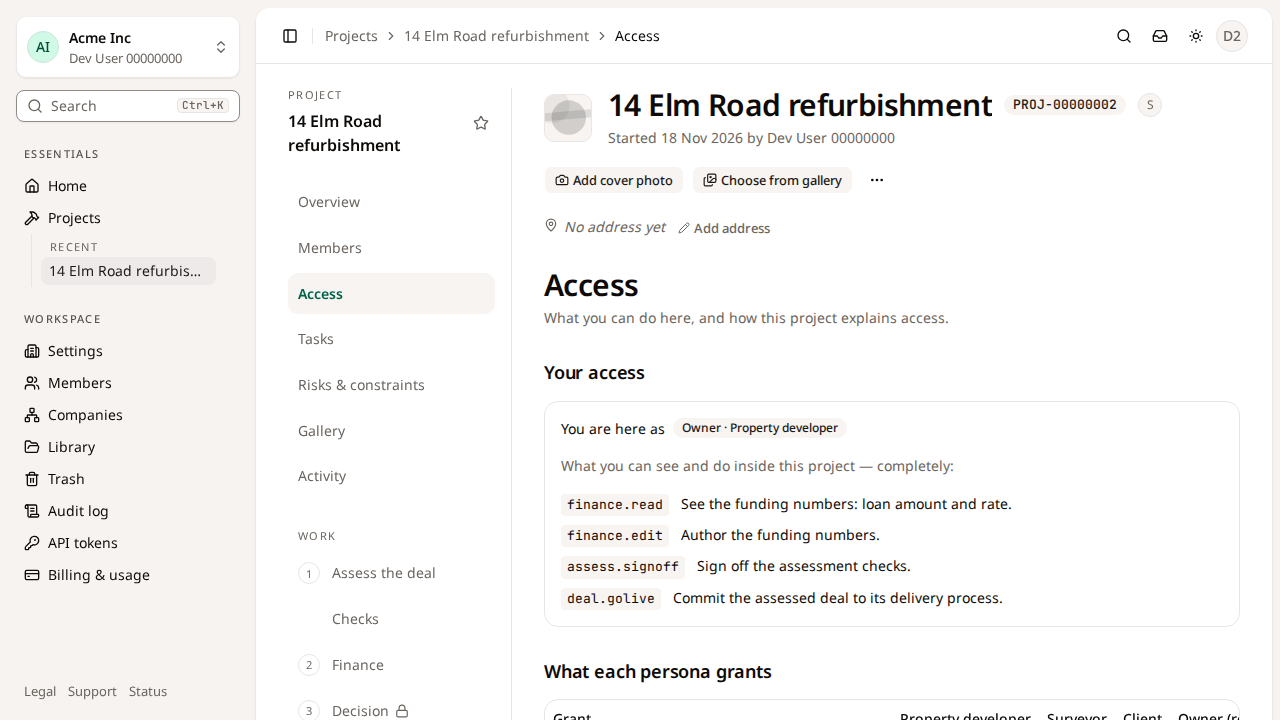 AI
Acme Inc
Dev User 00000000
Search
Ctrl+K
ESSENTIALS
Home
Projects
RECENT
14 Elm Road refurbis...
WORKSPACE
Settings
Members
Companies
Library
Trash
Audit log
API tokens
Billing & usage
Legal Support Status
Projects > 14 Elm Road refurbishment > Access
D2
PROJECT
14 Elm Road
refurbishment
Overview
Members
Access
Tasks
Risks & constraints
Gallery
Activity
WORK
1 Assess the deal
Checks
2 Finance
3 Decision
14 Elm Road refurbishment PROJ-00000002 S
Started 18 Nov 2026 by Dev User 00000000
Add cover photo Choose from gallery ...
No address yet Add address
Access
What you can do here, and how this project explains access.
Your access
You are here as Owner · Property developer
What you can see and do inside this project — completely:
finance.read See the funding numbers: loan amount and rate.
finance.edit Author the funding numbers.
assess.signoff Sign off the assessment checks.
deal.golive Commit the assessed deal to its delivery process.
What each persona grants
Grant Property developer Surveyor Client Owner (r